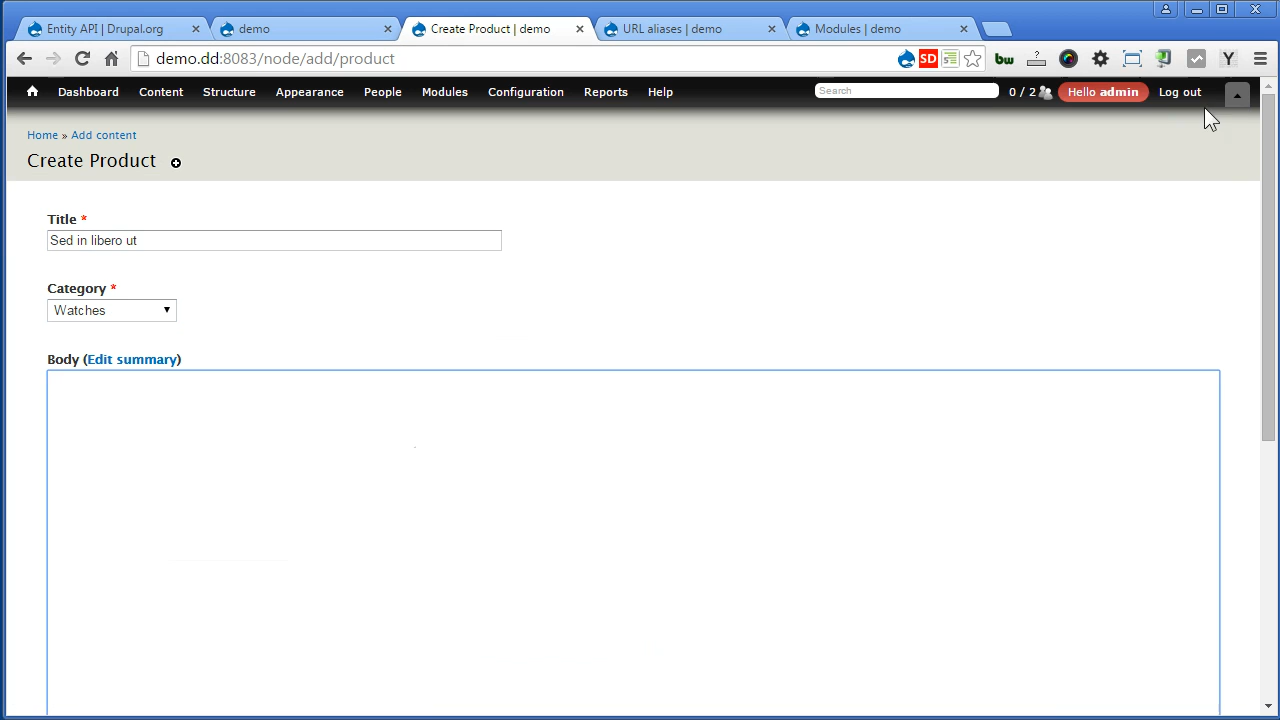 Entity API | Drupal.org
demo
Create Product | demo
URL aliases | demo
Modules | demo
demo.dd:8083/node/add/product
SD
bw
Y
Dashboard Content Structure Appearance People Modules Configuration Reports Help
Search
0 / 2
Hello admin
Log out
Home » Add content
Create Product
Title *
Sed in libero ut
Category *
Watches
Body (Edit summary)